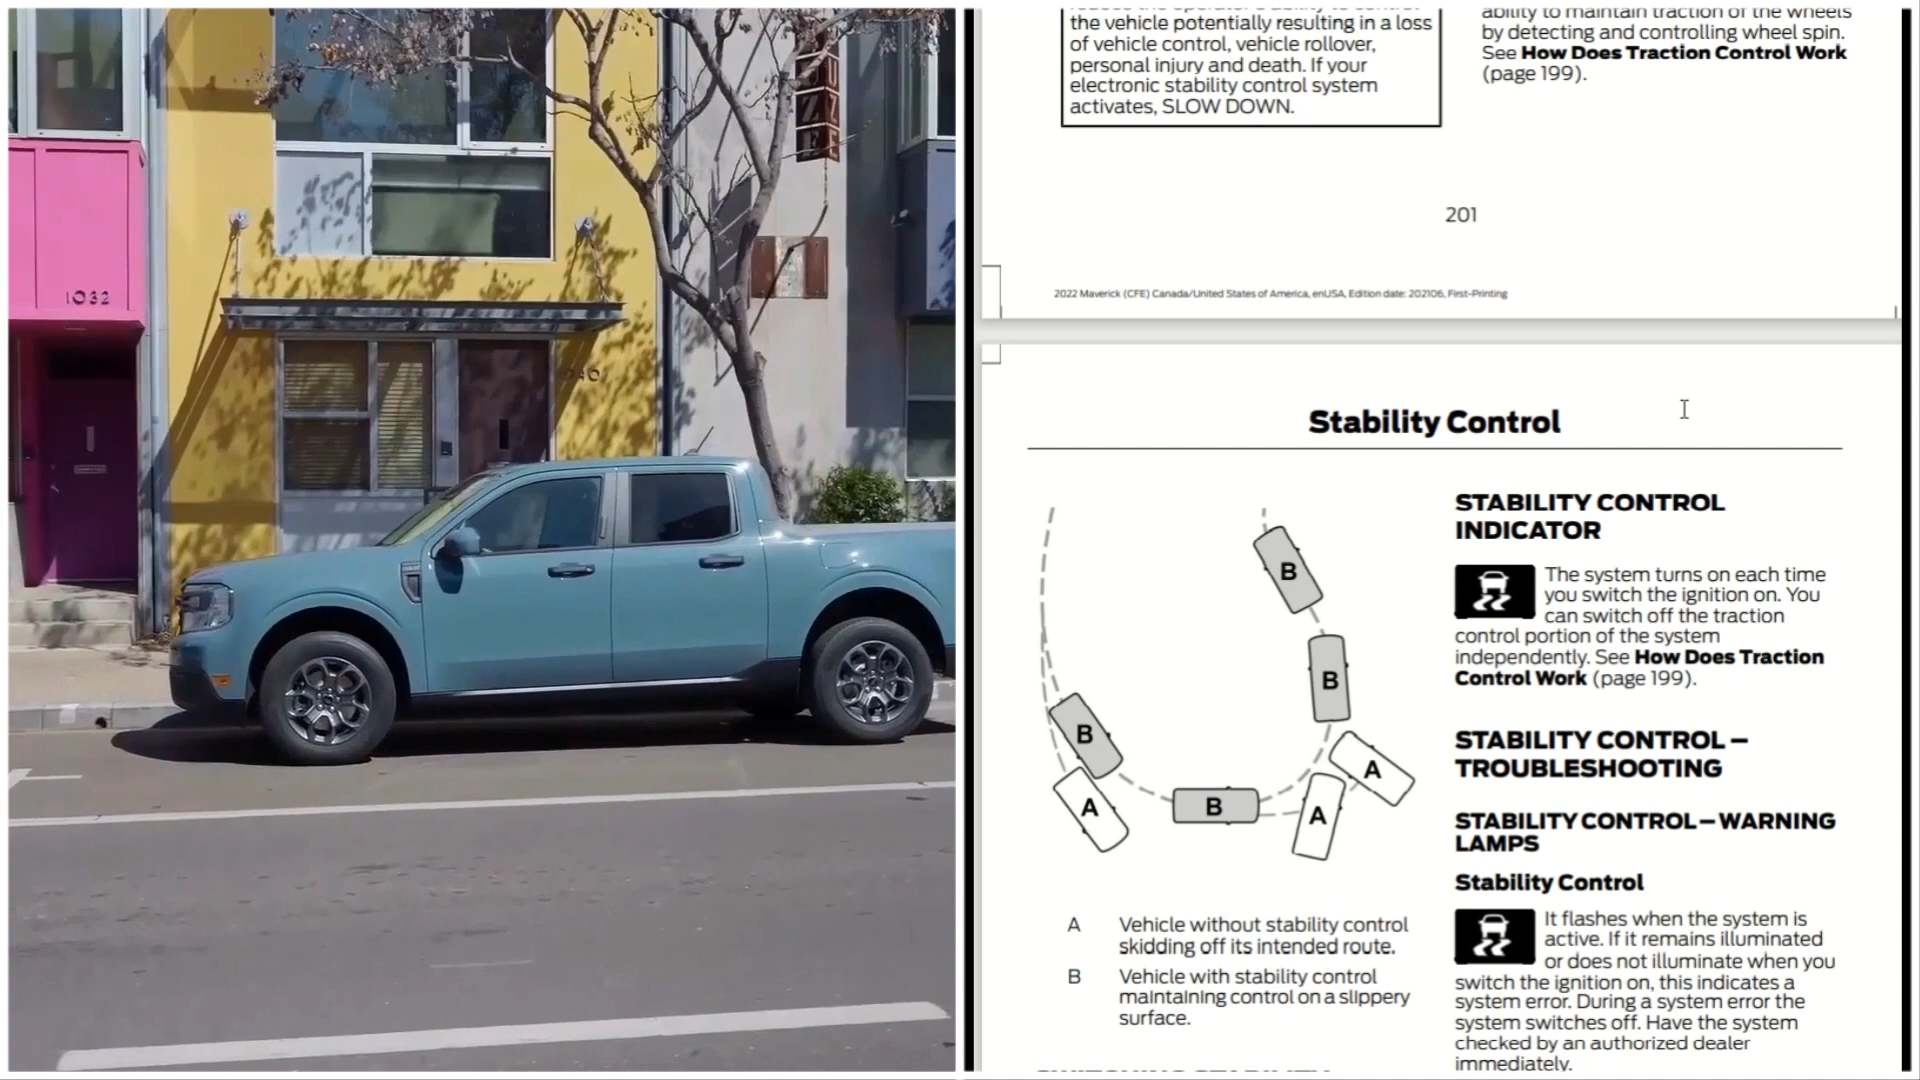 1032
the vehicle potentially resulting in a loss
of vehicle control, vehicle rollover,
personal injury and death. If your
electronic stability control system
activates, SLOW DOWN.
ability to maintain traction of the wheels
by detecting and controlling wheel spin.
See How Does Traction Control Work
(page 199).
201
2022 Maverick (CFE) Canada/United States of America, enUSA, Edition date: 202106, First-Printing
Stability Control
B
B
B
A
B
A
A
A Vehicle without stability control
skidding off its intended route.
B Vehicle with stability control
maintaining control on a slippery
surface.
STABILITY CONTROL
INDICATOR
The system turns on each time
you switch the ignition on. You
can switch off the traction
control portion of the system
independently. See How Does Traction
Control Work (page 199).
STABILITY CONTROL –
TROUBLESHOOTING
STABILITY CONTROL – WARNING
LAMPS
Stability Control
It flashes when the system is
active. If it remains illuminated
or does not illuminate when you
switch the ignition on, this indicates a
system error. During a system error the
system switches off. Have the system
checked by an authorized dealer
immediately.